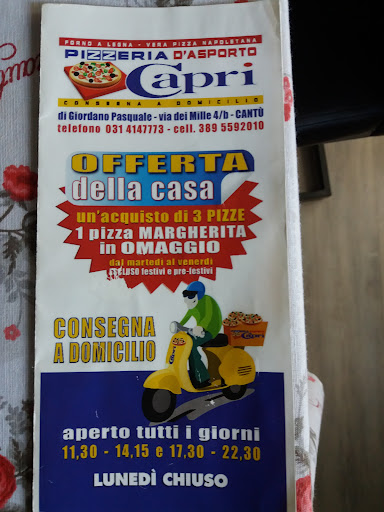 FORNO A LEGNA - VERA PIZZA NAPOLETANA
PIZZERIA D'ASPORTO
Capri
CONSEGNA A DOMICILIO
di Giordano Pasquale - via dei Mille 4/b - CANTÙ
telefono 031 4147773 - cell. 389 5592010
OFFERTA
della casa
un'acquisto di 3 PIZZE
1 pizza MARGHERITA
in OMAGGIO
dal martedì al venerdì
ESCLUSO festivi e pre-festivi
CONSEGNA
A DOMICILIO
Capri
aperto tutti i giorni
11,30 - 14,15 e 17,30 - 22,30
LUNEDÌ CHIUSO